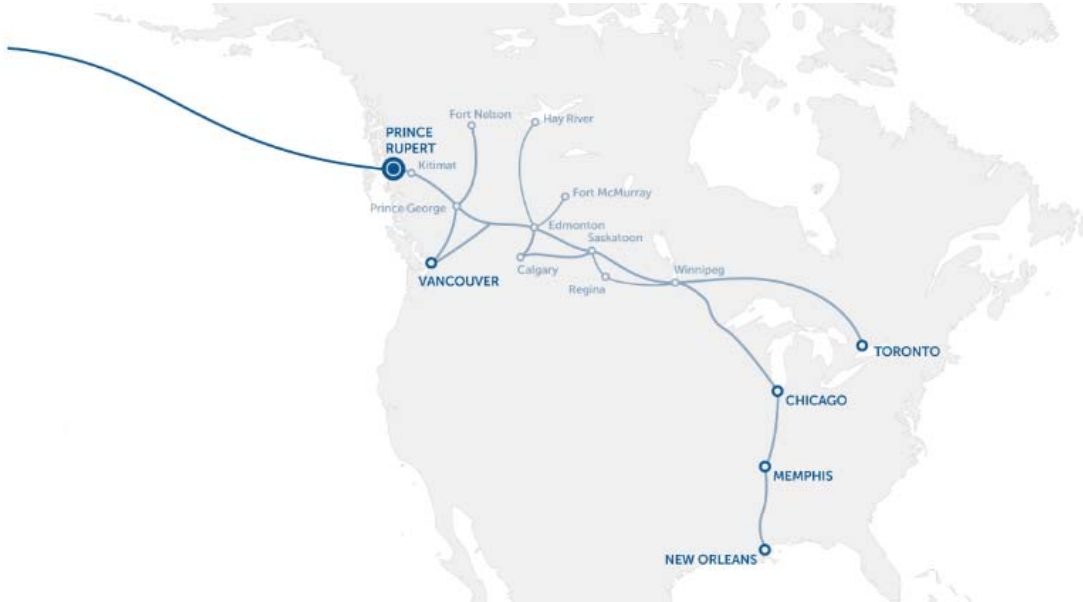 Fort Nelson
Hay River
PRINCE
RUPERT
Kitimat
Fort McMurray
Prince George
Edmonton
Saskatoon
VANCOUVER
Calgary
Winnipeg
Regina
TORONTO
CHICAGO
MEMPHIS
NEW ORLEANS